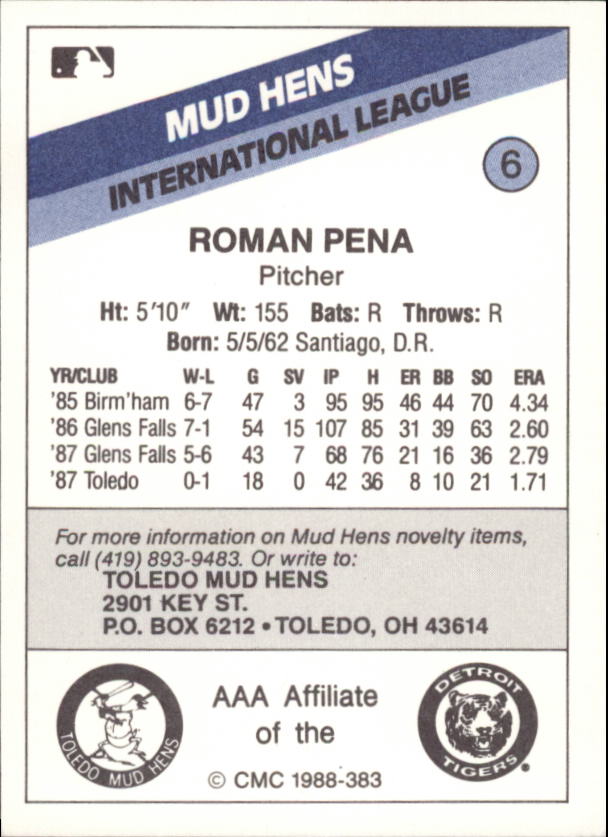 MUD HENS
INTERNATIONAL LEAGUE
6
ROMAN PENA
Pitcher
Ht: 5'10" Wt: 155 Bats: R Throws: R
Born: 5/5/62 Santiago, D.R.
YR/CLUB W-L G SV IP H ER BB SO ERA
'85 Birm'ham 6-7 47 3 95 95 46 44 70 4.34
'86 Glens Falls 7-1 54 15 107 85 31 39 63 2.60
'87 Glens Falls 5-6 43 7 68 76 21 16 36 2.79
'87 Toledo 0-1 18 0 42 36 8 10 21 1.71
For more information on Mud Hens novelty items,
call (419) 893-9483. Or write to:
TOLEDO MUD HENS
2901 KEY ST.
P.O. BOX 6212 • TOLEDO, OH 43614
TOLEDO MUD HENS
AAA Affiliate
of the
© CMC 1988-383
DETROIT
TIGERS®